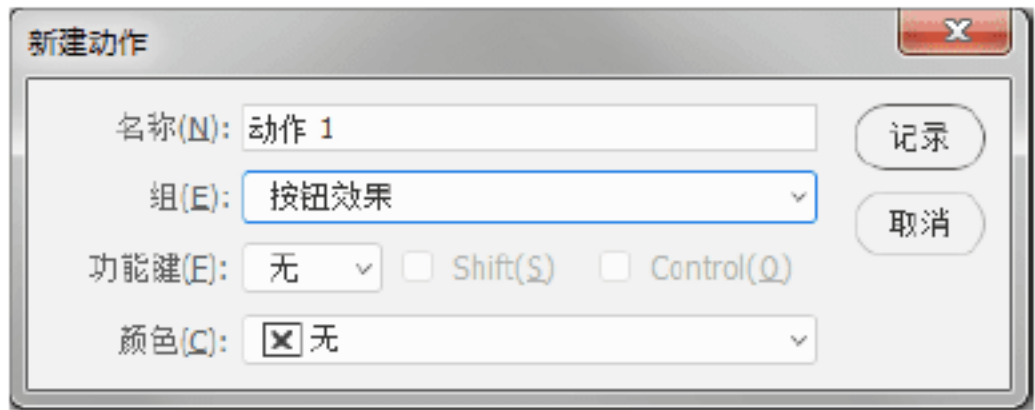 新建动作
名称(N): 动作 1
记录
组(E): 按钮效果
取消
功能键(F): 无 Shift(S) Control(O)
颜色(C): 无